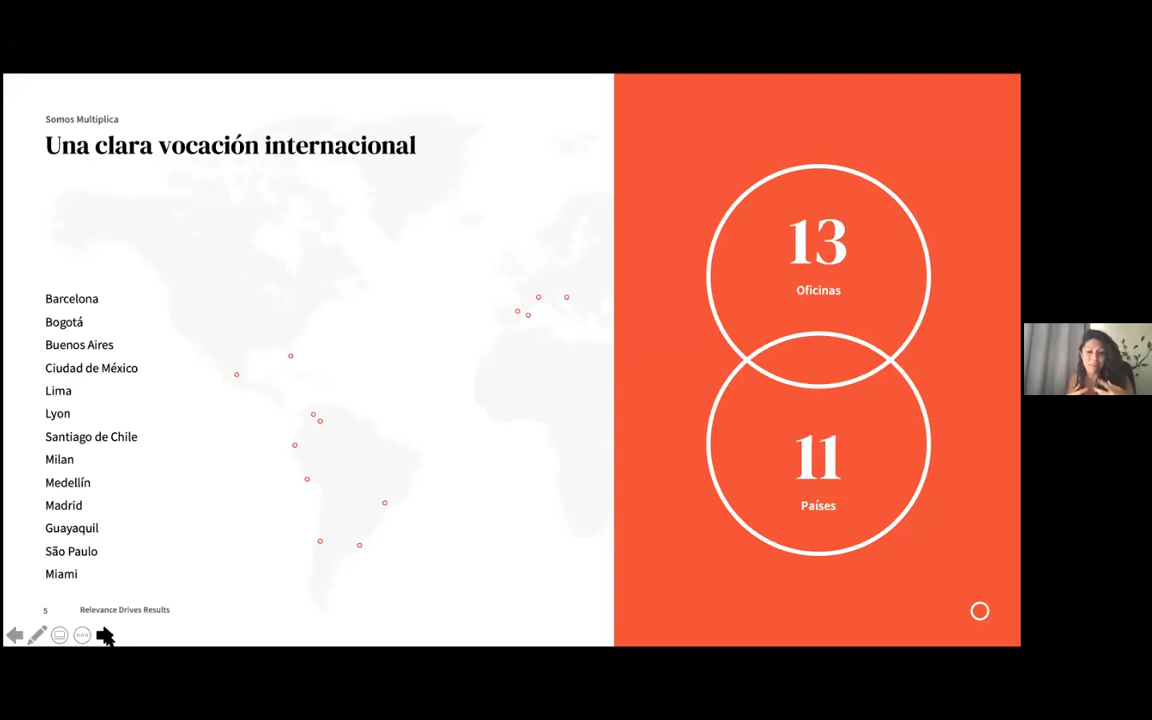 Somos Multiplica
Una clara vocación internacional
Barcelona
Bogotá
Buenos Aires
Ciudad de México
Lima
Lyon
Santiago de Chile
Milan
Medellín
Madrid
Guayaquil
São Paulo
Miami
5 Relevance Drives Results
13
Oficinas
11
Países